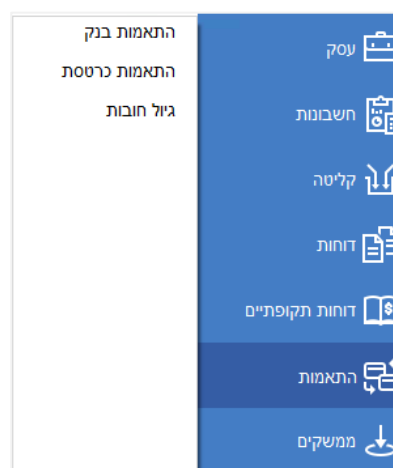 עסק
חשבונות
קליטה
דוחות
דוחות תקופתיים
התאמות
ממשקים
התאמות בנק
התאמות כרטסת
גיול חובות